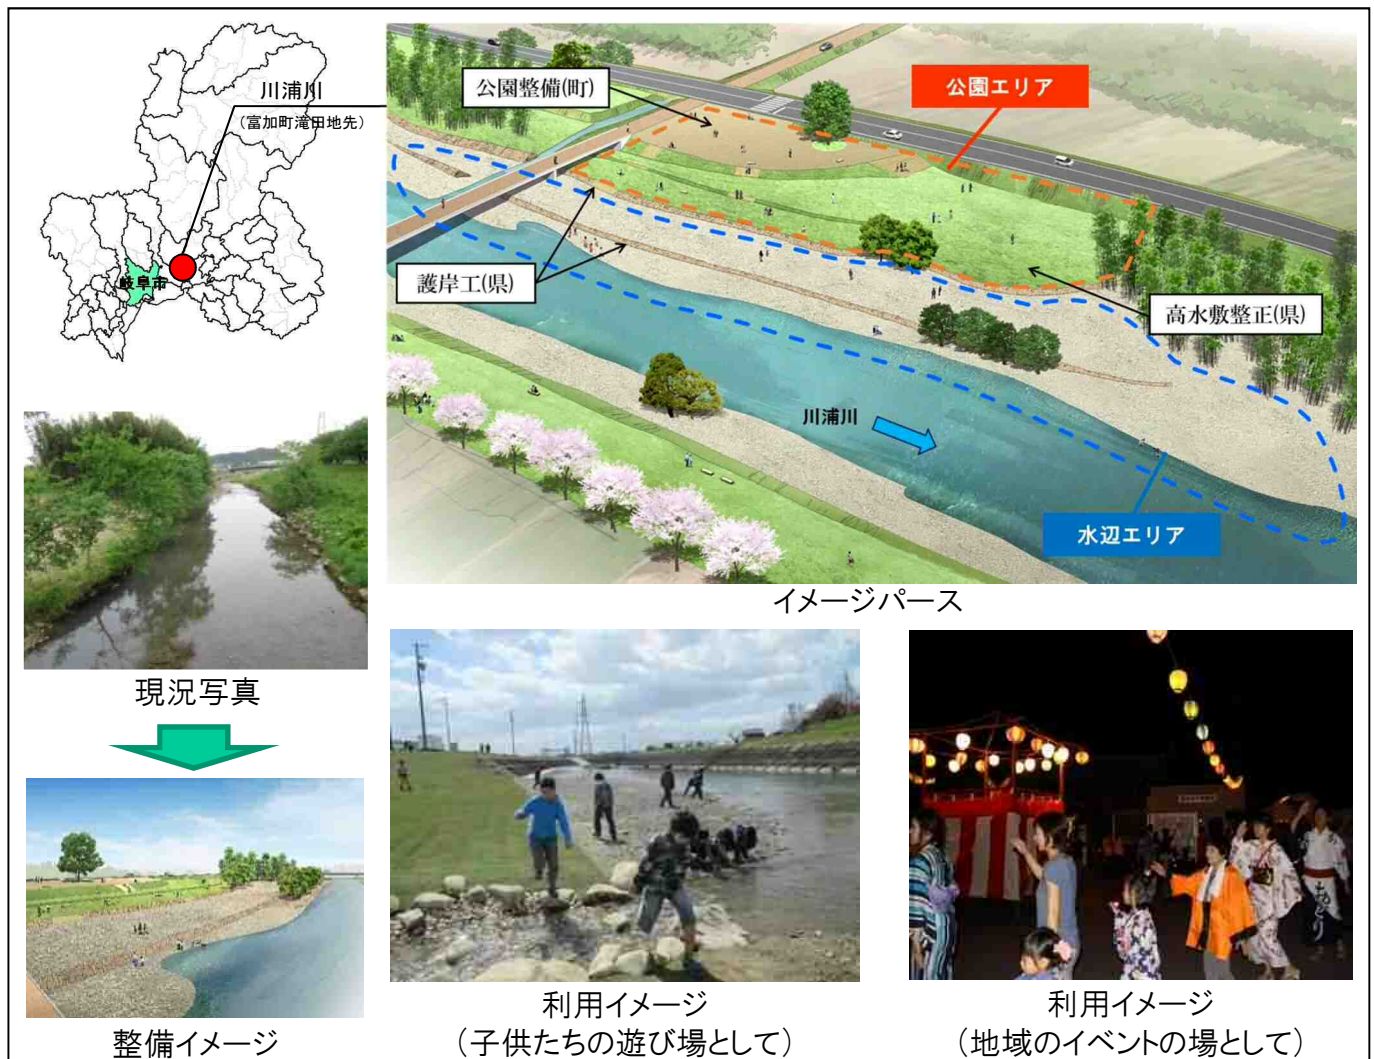 川浦川
（富加町滝田地先）
岐阜市
公園整備(町)
公園エリア
護岸工(県)
高水敷整正(県)
川浦川
水辺エリア
イメージパース
現況写真
整備イメージ
利用イメージ
（子供たちの遊び場として）
利用イメージ
（地域のイベントの場として）